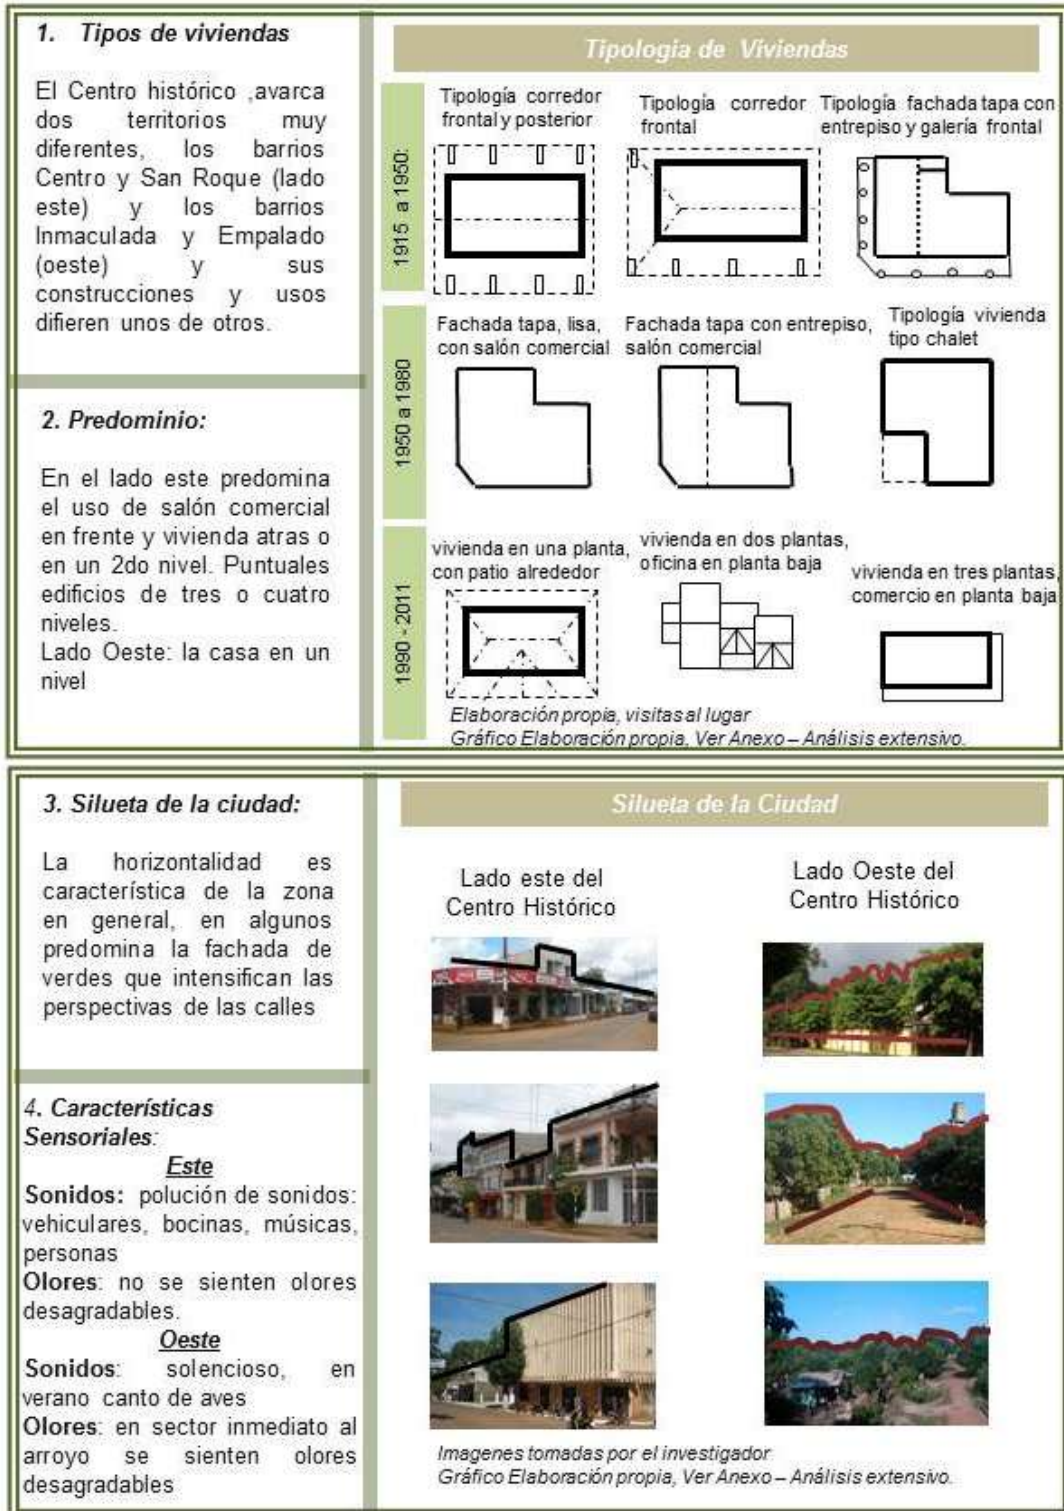 1. Tipos de viviendas
El Centro histórico ,avarca
dos territorios muy
diferentes, los barrios
Centro y San Roque (lado
este) y los barrios
Inmaculada y Empalado
(oeste) y sus
construcciones y usos
difieren unos de otros.
2. Predominio:
En el lado este predomina
el uso de salón comercial
en frente y vivienda atras o
en un 2do nivel. Puntuales
edificios de tres o cuatro
niveles.
Lado Oeste: la casa en un
nivel
Tipologia de Viviendas
1915 a 1950:
Tipología corredor
frontal y posterior
Tipología corredor
frontal
Tipología fachada tapa con
entrepiso y galería frontal
1950 a 1980
Fachada tapa, lisa,
con salón comercial
Fachada tapa con entrepiso,
salón comercial
Tipología vivienda
tipo chalet
1990 - 2011
vivienda en una planta,
con patio alrédedor
vivienda en dos plantas,
oficina en planta baja
vivienda en tres plantas,
comercio en planta baja
Elaboración propia, visitas al lugar
Gráfico Elaboración propia, Ver Anexo – Análisis extensivo.
3. Silueta de la ciudad:
La horizontalidad es
característica de la zona
en general, en algunos
predomina la fachada de
verdes que intensifican las
perspectivas de las calles
4. Características
Sensoriales:
Este
Sonidos: polución de sonidos:
vehiculares, bocinas, músicas,
personas
Olores: no se sienten olores
desagradables.
Oeste
Sonidos: solencioso, en
verano canto de aves
Olores: en sector inmediato al
arroyo se sienten olores
desagradables
Silueta de la Ciudad
Lado este del
Centro Histórico
Lado Oeste del
Centro Histórico
Imagenes tomadas por el investigador
Gráfico Elaboración propia, Ver Anexo – Análisis extensivo.